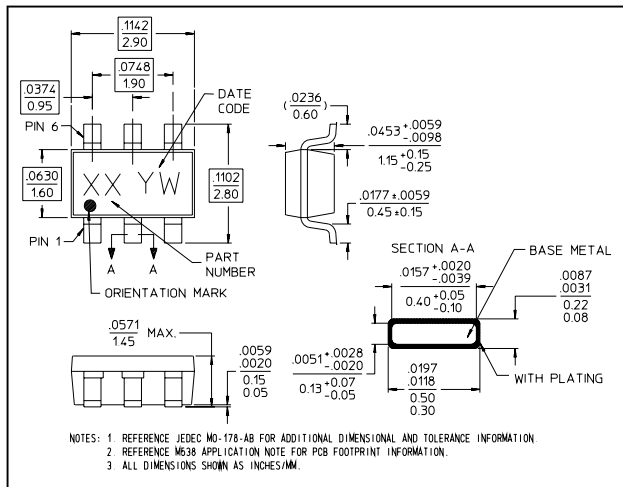 .1142
2.90
.0748
1.90
.0374
0.95
DATE
CODE
PIN 6
.0630
1.60
XX YW
.1102
2.80
PIN 1
A A
PART
NUMBER
ORIENTATION MARK
(.0236
0.60)
.0453 +.0059
-.0098
1.15 +0.15
-0.25
.0177 ±.0059
0.45 ±0.15
SECTION A-A
BASE METAL
.0157 +.0020
-.0039
0.40 +0.05
-0.10
.0087
.0031
0.22
0.08
.0571
1.45
MAX.
.0059
.0020
0.15
0.05
.0051 +.0028
-.0020
0.13 +0.07
-0.05
.0197
.0118
0.50
0.30
WITH PLATING
NOTES: 1. REFERENCE JEDEC MO-178-AB FOR ADDITIONAL DIMENSIONAL AND TOLERANCE INFORMATION.
2. REFERENCE M538 APPLICATION NOTE FOR PCB FOOTPRINT INFORMATION.
3. ALL DIMENSIONS SHOWN AS INCHES/MM.